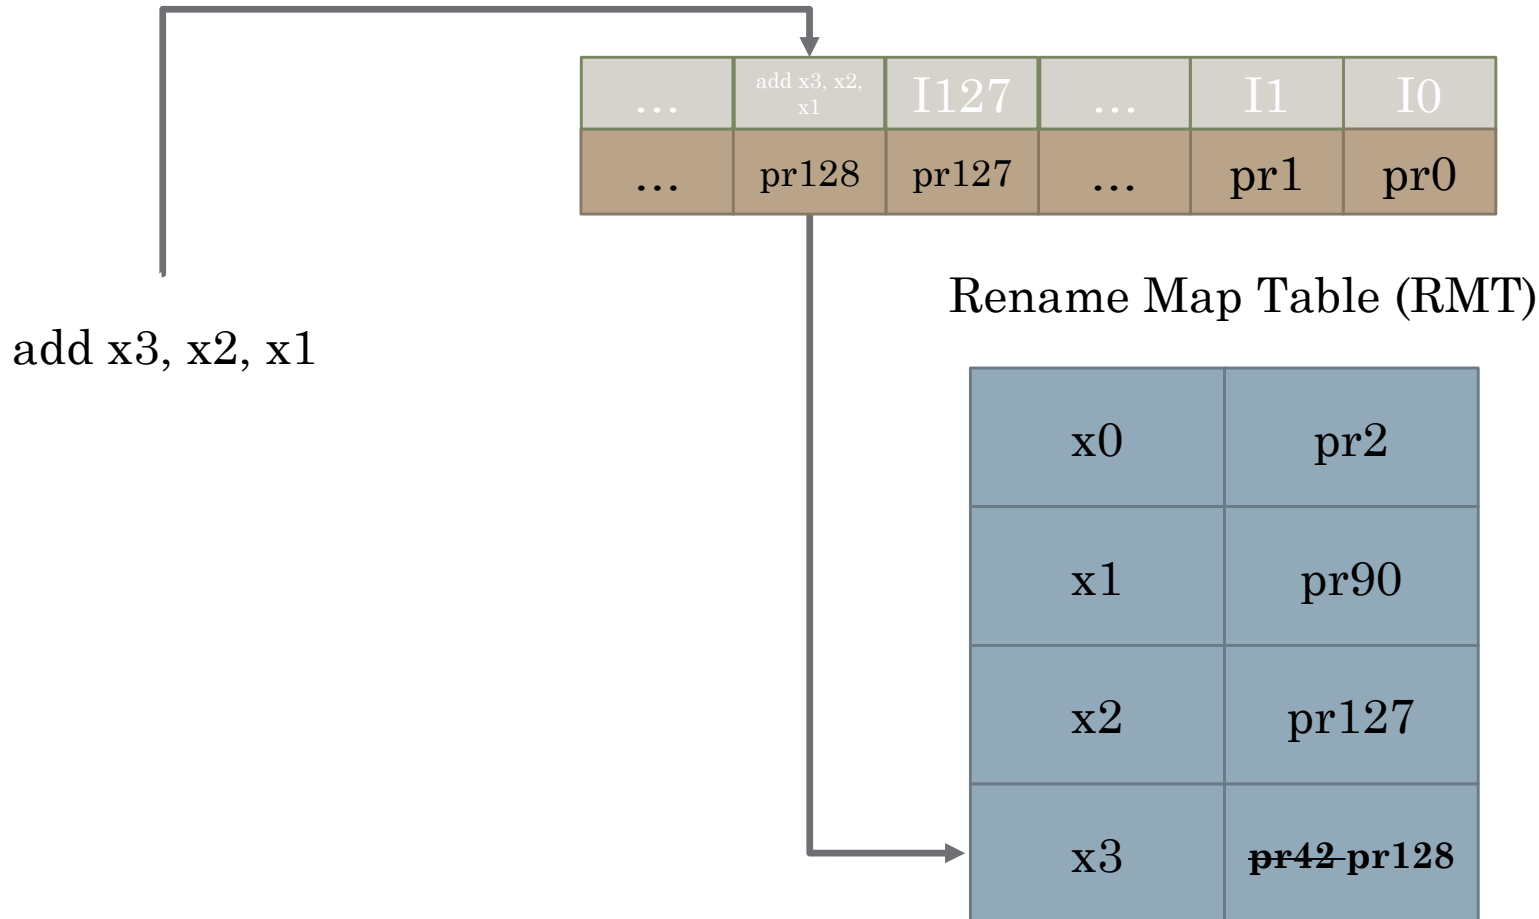 ... add x3, x2, I127 ... I1 I0
x1
... pr128 pr127 ... pr1 pr0
Rename Map Table (RMT)
add x3, x2, x1
x0 pr2
x1 pr90
x2 pr127
x3 pr42 pr128